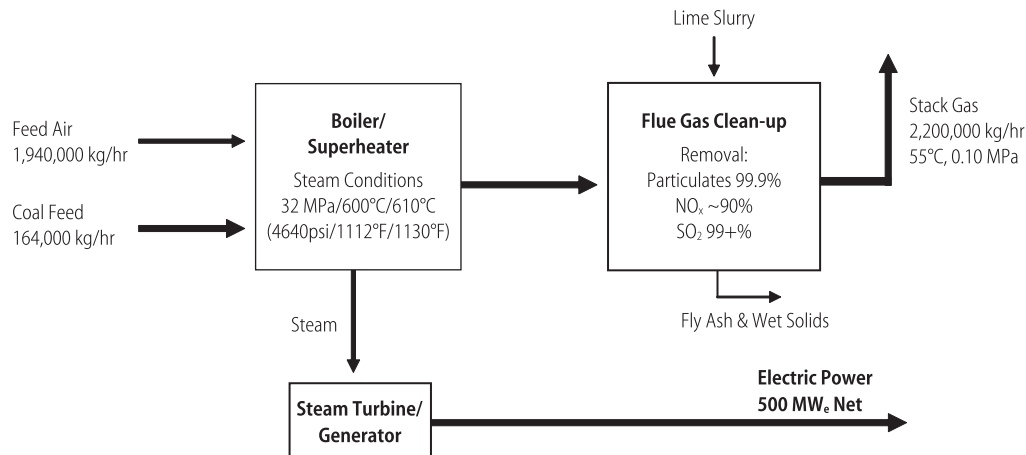 Lime Slurry
Feed Air
1,940,000 kg/hr
Coal Feed
164,000 kg/hr
Boiler/
Superheater
Steam Conditions
32 MPa/600°C/610°C
(4640psi/1112°F/1130°F)
Flue Gas Clean-up
Removal:
Particulates 99.9%
NOₓ ~90%
SO₂ 99+%
Stack Gas
2,200,000 kg/hr
55°C, 0.10 MPa
Steam
Fly Ash & Wet Solids
Steam Turbine/
Generator
Electric Power
500 MWₑ Net